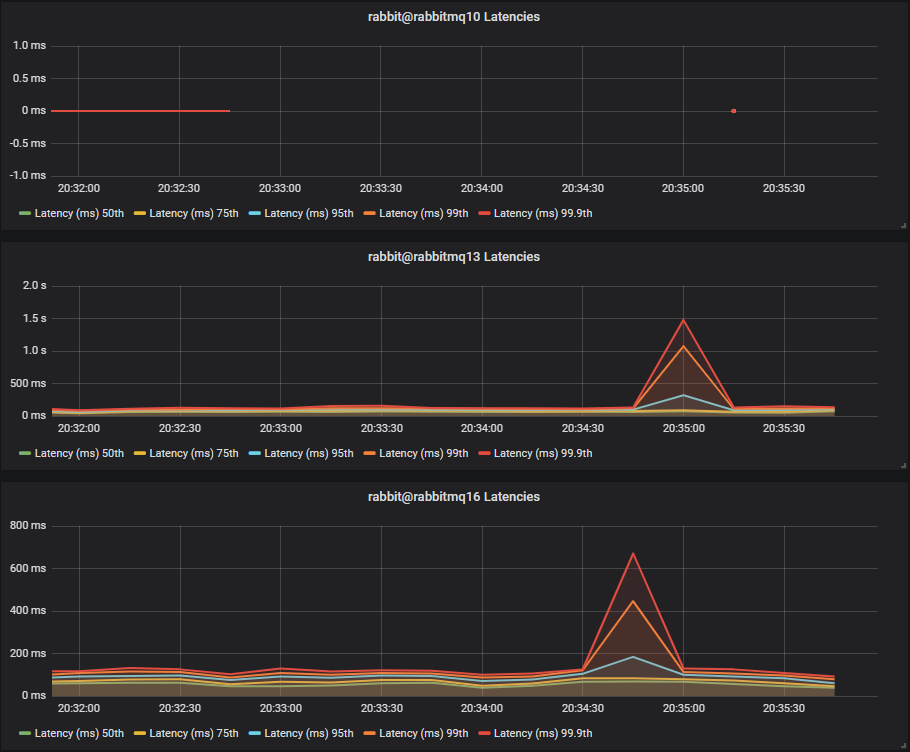 rabbit@rabbitmq10 Latencies
1.0 ms
0.5 ms
0 ms
-0.5 ms
-1.0 ms
20:32:00 20:32:30 20:33:00 20:33:30 20:34:00 20:34:30 20:35:00 20:35:30
Latency (ms) 50th Latency (ms) 75th Latency (ms) 95th Latency (ms) 99th Latency (ms) 99.9th
rabbit@rabbitmq13 Latencies
2.0 s
1.5 s
1.0 s
500 ms
0 ms
20:32:00 20:32:30 20:33:00 20:33:30 20:34:00 20:34:30 20:35:00 20:35:30
Latency (ms) 50th Latency (ms) 75th Latency (ms) 95th Latency (ms) 99th Latency (ms) 99.9th
rabbit@rabbitmq16 Latencies
800 ms
600 ms
400 ms
200 ms
0 ms
20:32:00 20:32:30 20:33:00 20:33:30 20:34:00 20:34:30 20:35:00 20:35:30
Latency (ms) 50th Latency (ms) 75th Latency (ms) 95th Latency (ms) 99th Latency (ms) 99.9th